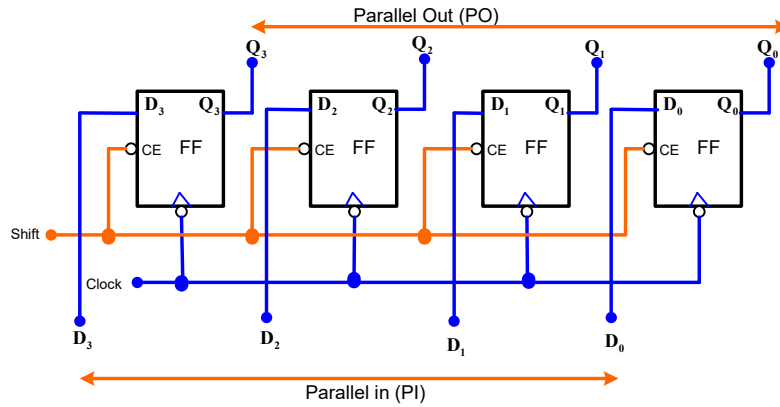 Parallel Out (PO)
Q₃ Q₂ Q₁ Q₀
D₃ Q₃ D₂ Q₂ D₁ Q₁ D₀ Q₀
CE FF CE FF CE FF CE FF
Shift
Clock
D₃ D₂ D₁ D₀
Parallel in (PI)